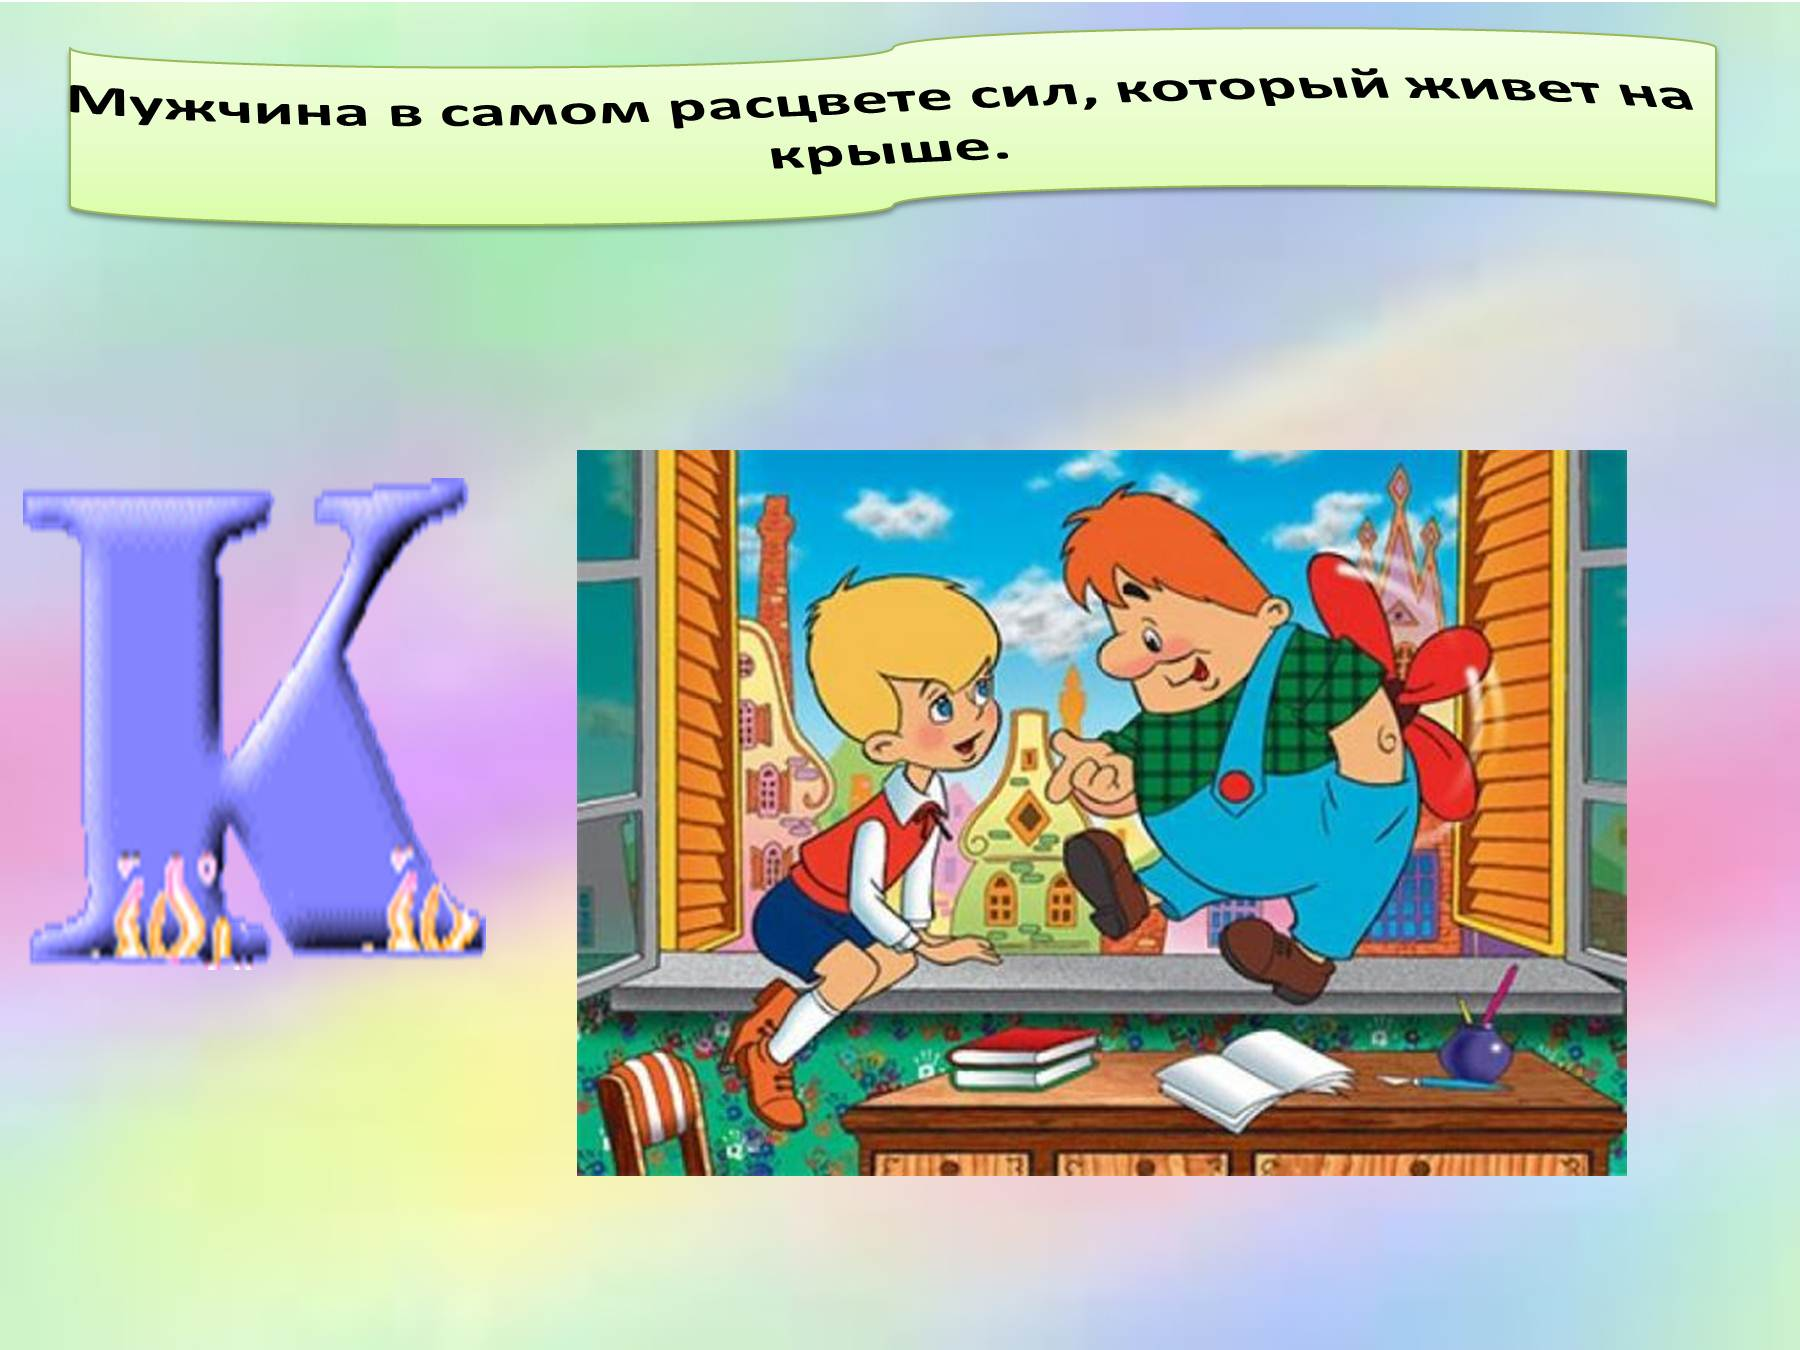 Мужчина в самом расцвете сил, который живет на
крыше.
К